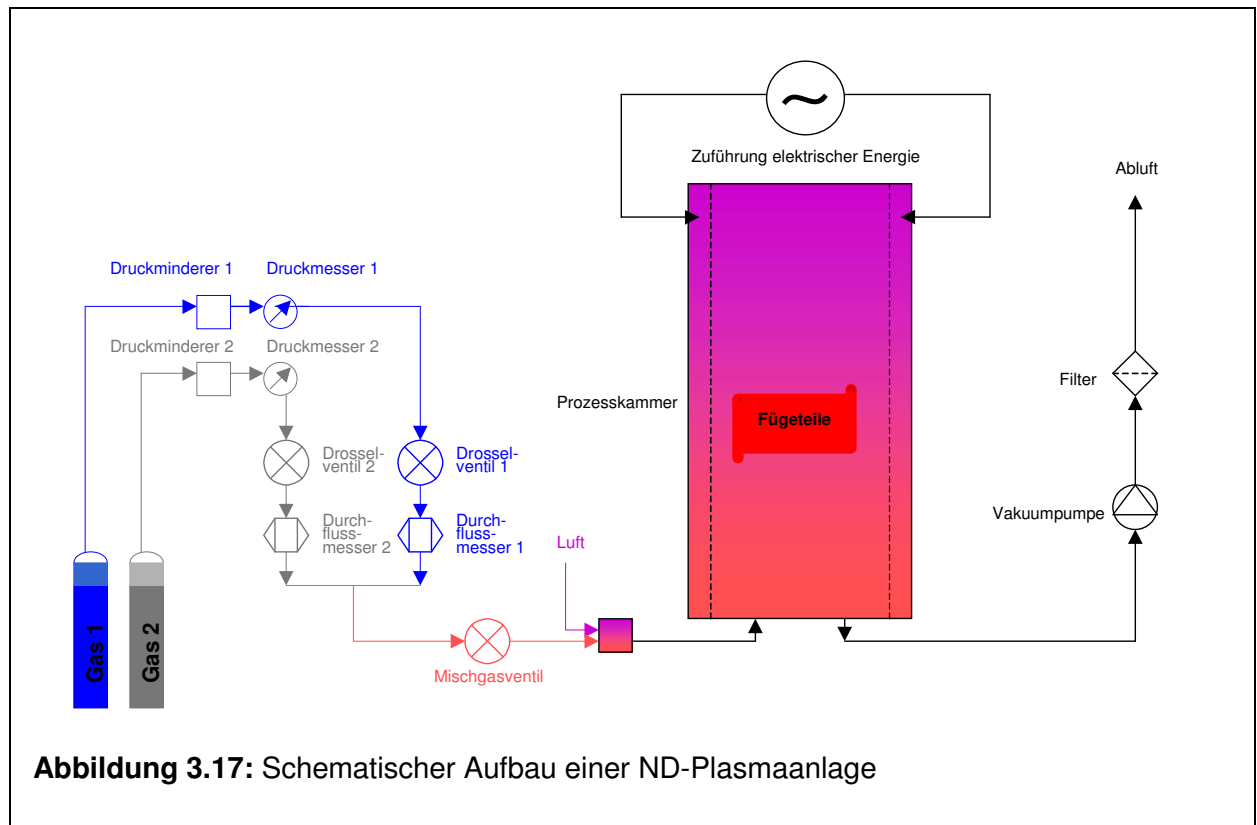 Zuführung elektrischer Energie
Abluft
Druckminderer 1
Druckmesser 1
Druckminderer 2
Druckmesser 2
Filter
Prozesskammer
Fügeteile
Drossel-
ventil 2
Drossel-
ventil 1
Vakuumpumpe
Durch-
fluss-
messer 2
Durch-
fluss-
messer 1
Luft
Gas 1
Gas 2
Mischgasventil
Abbildung 3.17: Schematischer Aufbau einer ND-Plasmaanlage